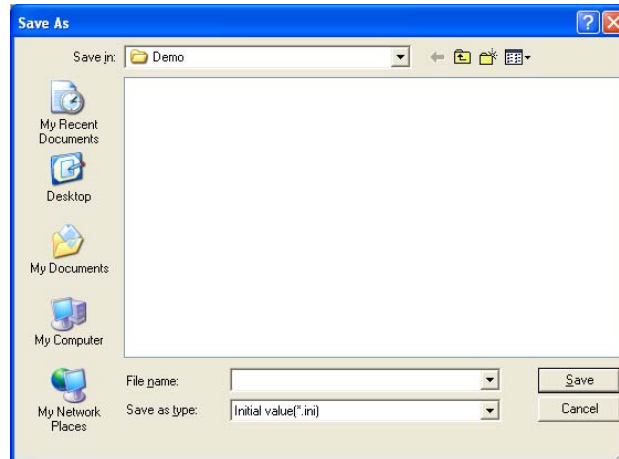 Save As
Save in:
Demo
My Recent
Documents
Desktop
My Documents
My Computer
My Network
Places
File name:
Save
Save as type:
Initial value(*.ini)
Cancel